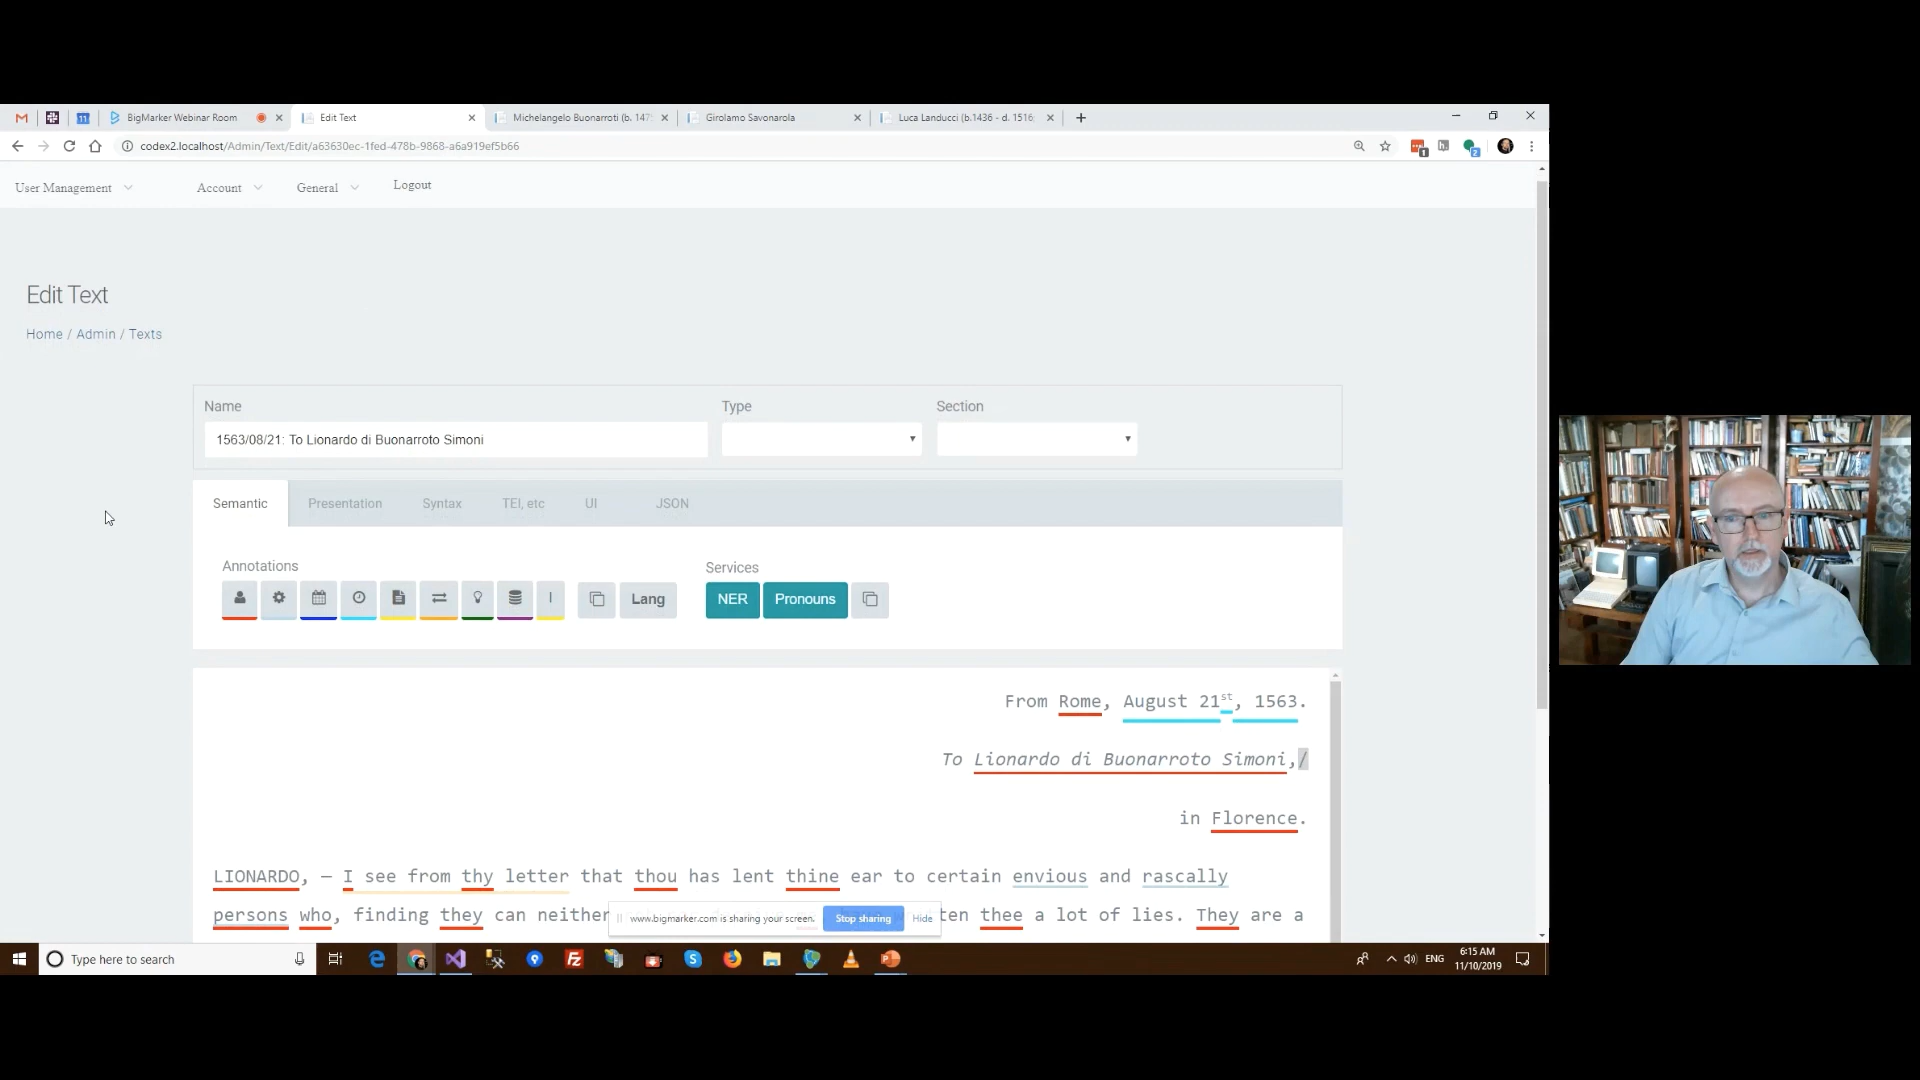 BigMarker Webinar Room
Edit Text
Michelangelo Buonarroti (b. 147
Girolamo Savonarola
Luca Landucci (b.1436 - d. 1516
codex2.localhost/Admin/Text/Edit/a63630ec-1fed-478b-9868-a6a919ef5b66
User Management
Account
General
Logout
Edit Text
Home / Admin / Texts
Name
Type
Section
1563/08/21: To Lionardo di Buonarroto Simoni
Semantic
Presentation
Syntax
TEI, etc
UI
JSON
Annotations
Services
Lang
NER
Pronouns
From Rome, August 21st, 1563.
To Lionardo di Buonarroto Simoni,/
in Florence.
LIONARDO, — I see from thy letter that thou has lent thine ear to certain envious and rascally
persons who, finding they can neither ten thee a lot of lies. They are a
www.bigmarker.com is sharing your screen.
Stop sharing
Hide
Type here to search
ENG
6:15 AM
11/10/2019